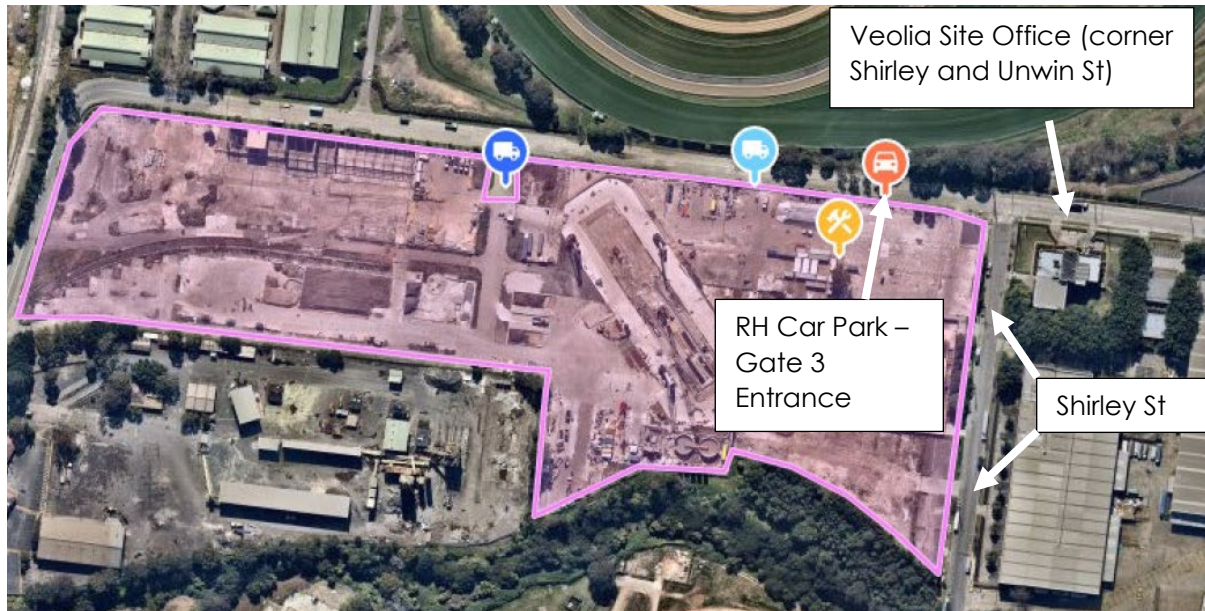 Veolia Site Office (corner
Shirley and Unwin St)
RH Car Park –
Gate 3
Entrance
Shirley St